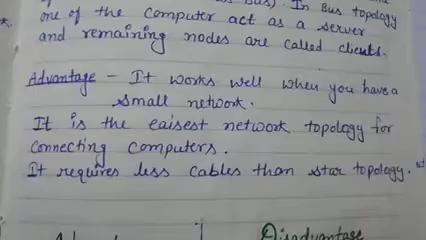 Bus) In Bus topology
one of the computer act as a server
and remaining nodes are called clients.
Advantage - It works well when you have a
small network.
It is the eaisest network topology for
connecting computers.
It requires less cables than star topology.
Disadvantage